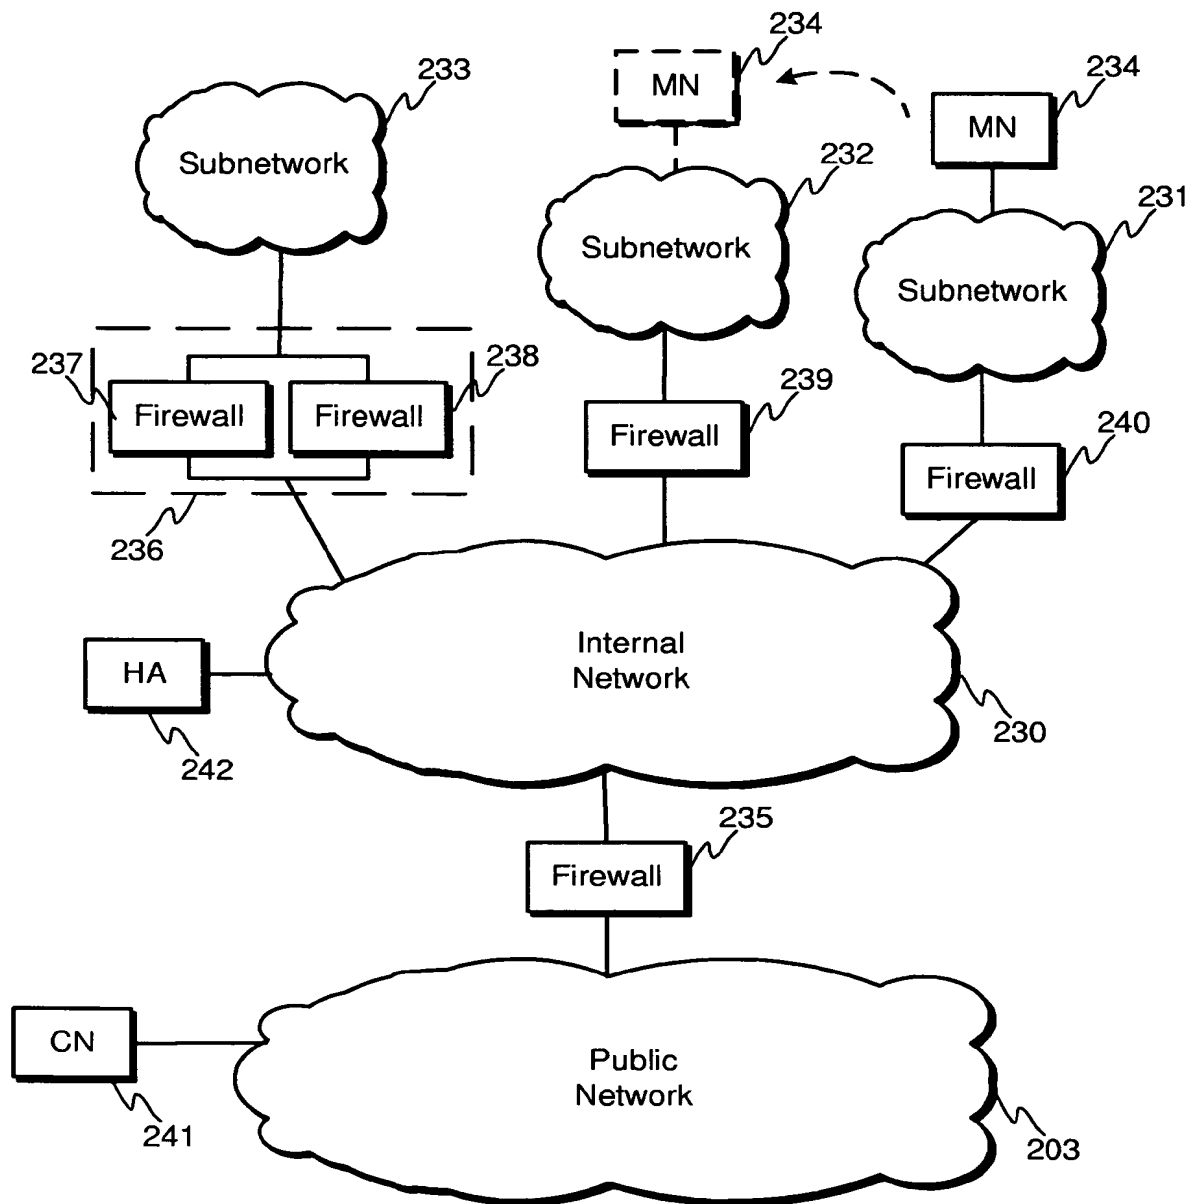 234
MN
234
MN
233
Subnetwork
232
Subnetwork
231
Subnetwork
237
Firewall
238
Firewall
239
Firewall
240
Firewall
236
Internal
Network
HA
242
230
235
Firewall
CN
241
Public
Network
203